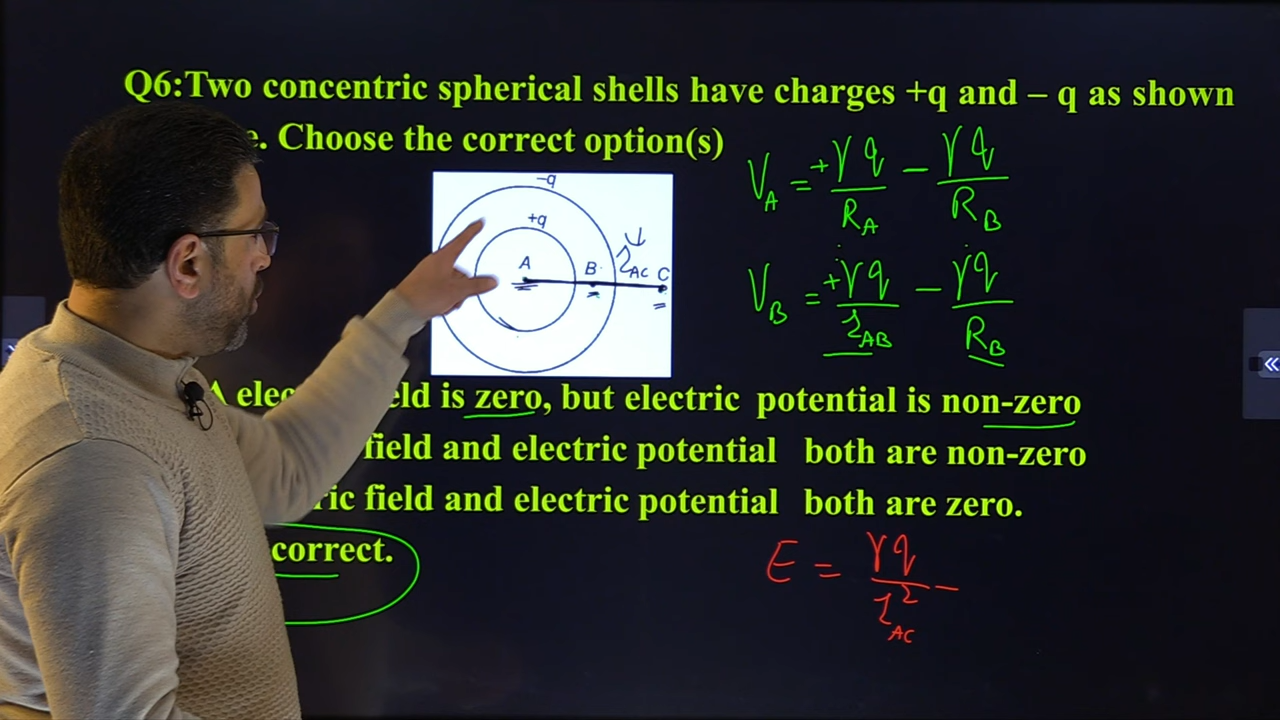 Q6:Two concentric spherical shells have charges +q and – q as shown
e. Choose the correct option(s)
-q
+q
A
B
C
r_AC
V_A = + γq/R_A − γq/R_B
V_B = + γq/r_AB − γq/R_B
A elec eld is zero, but electric potential is non-zero
field and electric potential both are non-zero
ric field and electric potential both are zero.
correct.
E = γq/r²_AC −